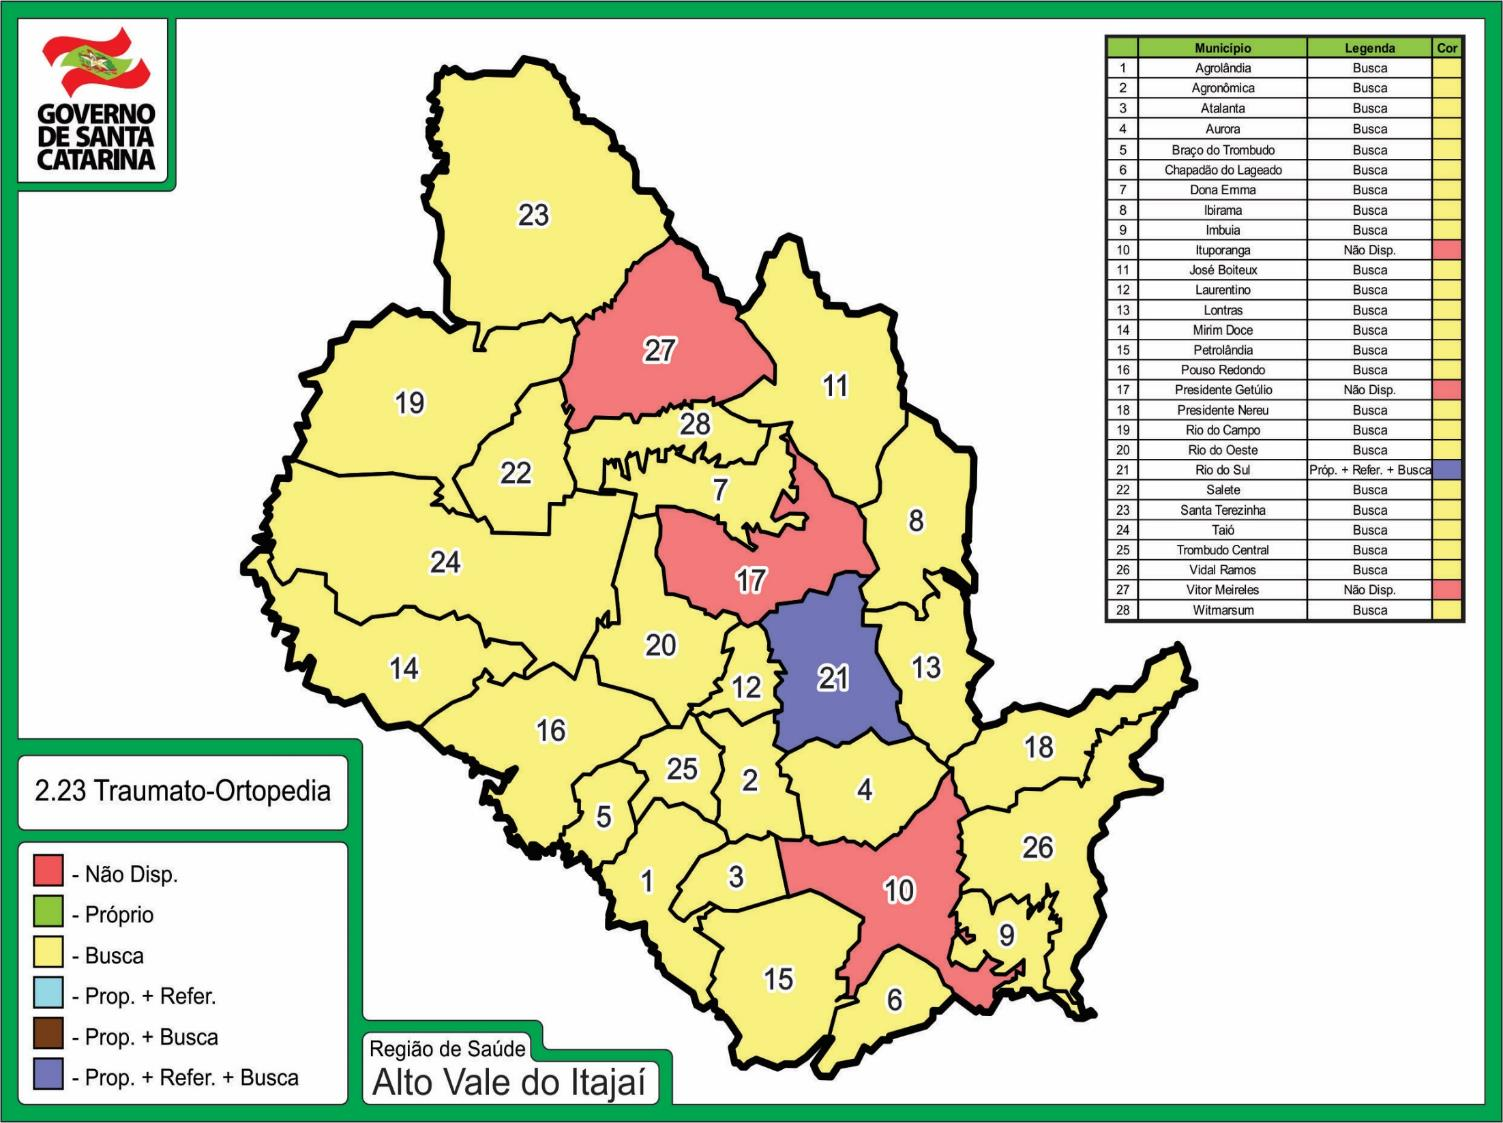 GOVERNO
DE SANTA
CATARINA
Município Legenda Cor
1 Agrolândia Busca
2 Agronômica Busca
3 Atalanta Busca
4 Aurora Busca
5 Braço do Trombudo Busca
6 Chapadão do Lageado Busca
7 Dona Emma Busca
8 Ibirama Busca
9 Imbuia Busca
10 Ituporanga Não Disp.
11 José Boiteux Busca
12 Laurentino Busca
13 Lontras Busca
14 Mirim Doce Busca
15 Petrolândia Busca
16 Pouso Redondo Busca
17 Presidente Getúlio Não Disp.
18 Presidente Nereu Busca
19 Rio do Campo Busca
20 Rio do Oeste Busca
21 Rio do Sul Próp. + Refer. + Busca
22 Salete Busca
23 Santa Terezinha Busca
24 Taió Busca
25 Trombudo Central Busca
26 Vidal Ramos Busca
27 Vitor Meireles Não Disp.
28 Witmarsum Busca
23
27
11
19
28
22
7
8
24
17
20
13
14
12
21
16
18
25
2
4
5
26
1
3
10
9
15
6
2.23 Traumato-Ortopedia
- Não Disp.
- Próprio
- Busca
- Prop. + Refer.
- Prop. + Busca
- Prop. + Refer. + Busca
Região de Saúde
Alto Vale do Itajaí